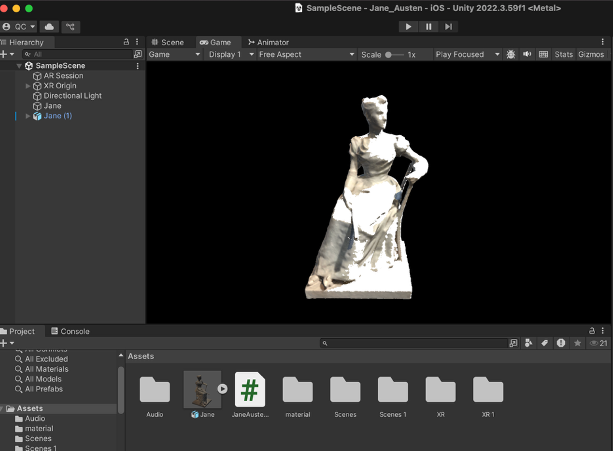 SampleScene - Jane_Austen - iOS - Unity 2022.3.59f1 <Metal>
QC
Hierarchy
Scene Game Animator
All
Game Display 1 Free Aspect Scale 1x Play Focused Stats Gizmos
SampleScene
AR Session
XR Origin
Directional Light
Jane
Jane (1)
Project Console
21
All Excluded
All Materials
All Models
All Prefabs
Assets
Audio
material
Scenes
Scenes 1
Assets
#
Audio Jane JaneAuste... material Scenes Scenes 1 XR XR 1